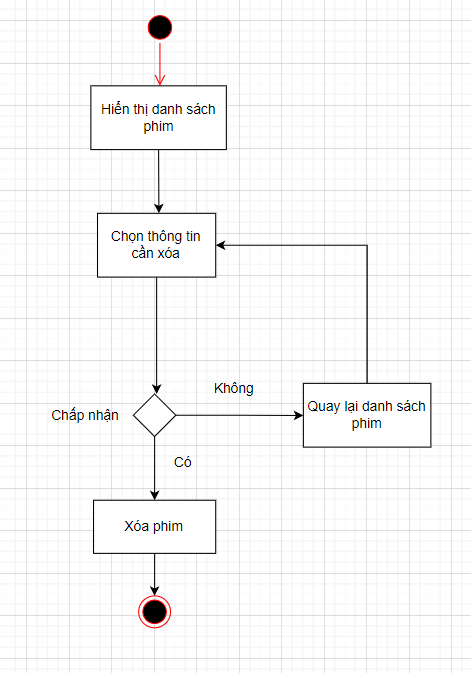 Hiển thị danh sách
phim
Chọn thông tin
cần xóa
Không
Chấp nhận
Quay lại danh sách
phim
Có
Xóa phim